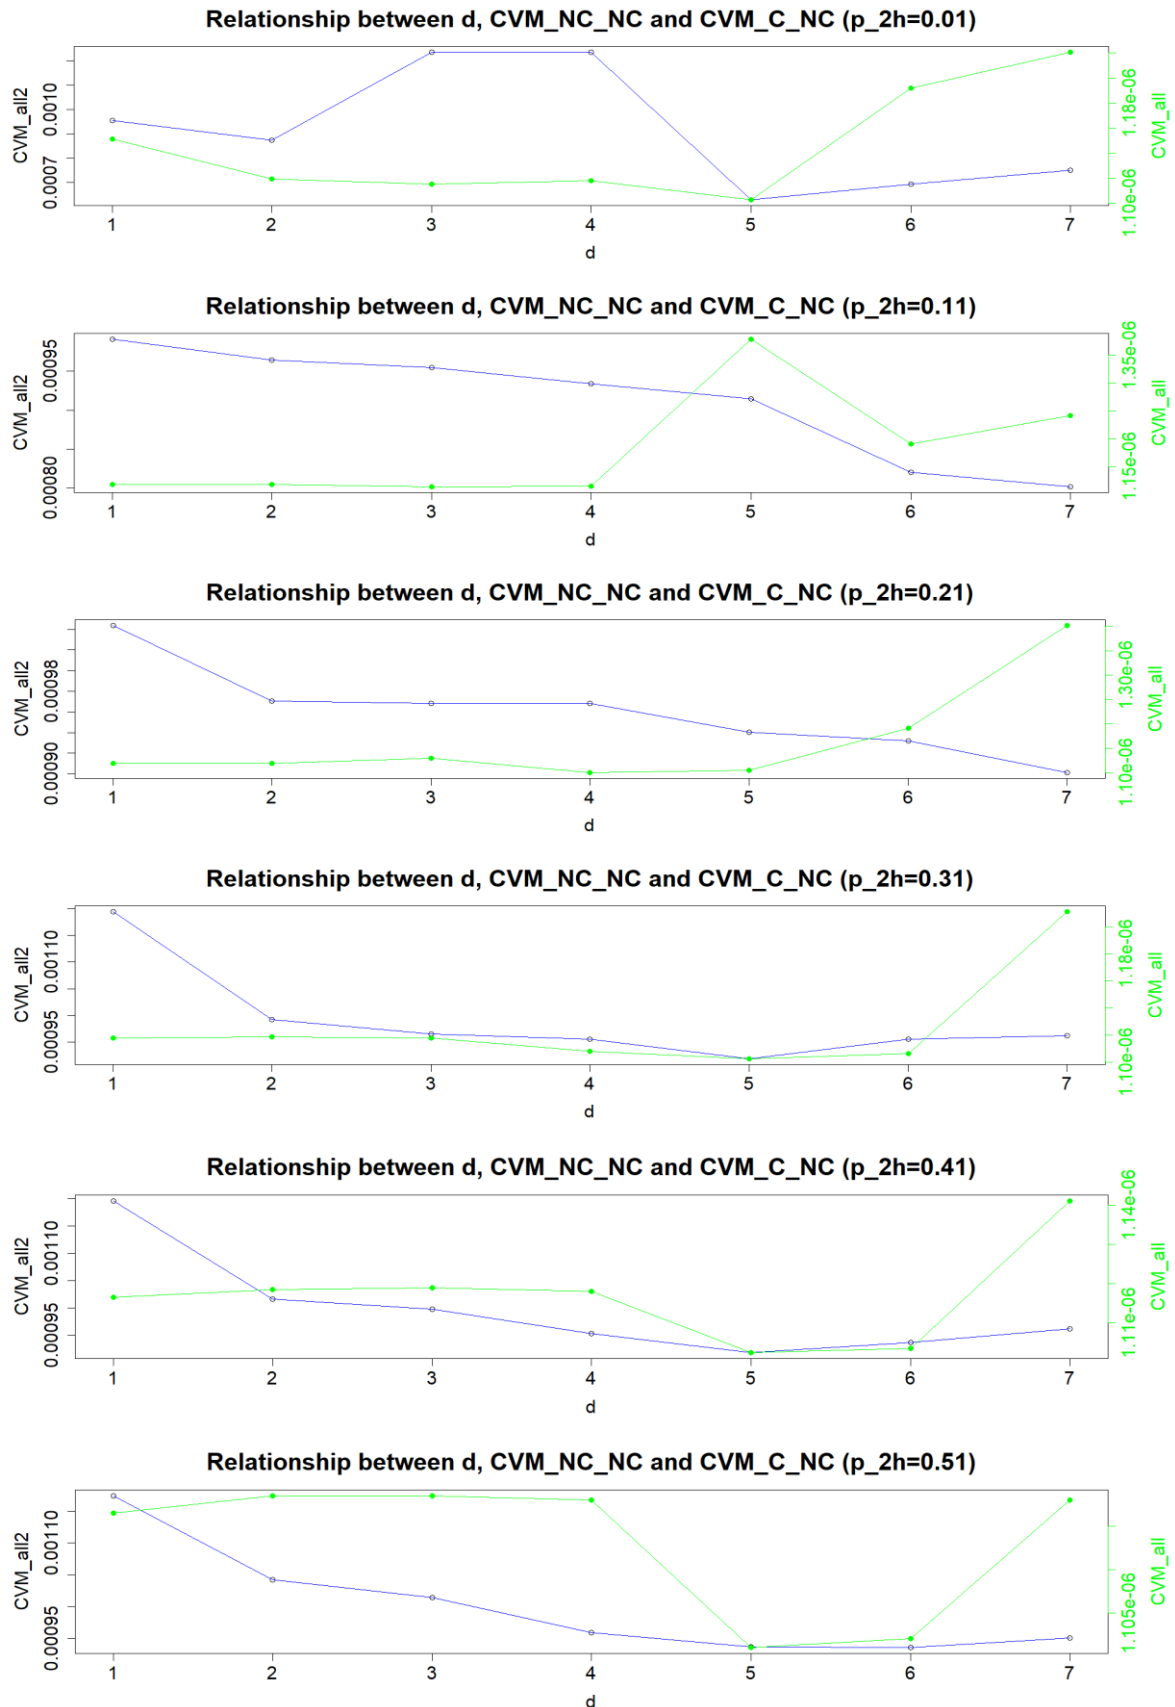 Relationship between d, CVM_NC_NC and CVM_C_NC (p_2h=0.01)
CVM_all2
0.0007 0.0010
1.10e-06 1.18e-06
CVM_all
1 2 3 4 5 6 7
d
Relationship between d, CVM_NC_NC and CVM_C_NC (p_2h=0.11)
CVM_all2
0.00080 0.00095
1.15e-06 1.35e-06
CVM_all
1 2 3 4 5 6 7
d
Relationship between d, CVM_NC_NC and CVM_C_NC (p_2h=0.21)
CVM_all2
0.00090 0.00098
1.10e-06 1.30e-06
CVM_all
1 2 3 4 5 6 7
d
Relationship between d, CVM_NC_NC and CVM_C_NC (p_2h=0.31)
CVM_all2
0.00095 0.00110
1.10e-06 1.18e-06
CVM_all
1 2 3 4 5 6 7
d
Relationship between d, CVM_NC_NC and CVM_C_NC (p_2h=0.41)
CVM_all2
0.00095 0.00110
1.11e-06 1.14e-06
CVM_all
1 2 3 4 5 6 7
d
Relationship between d, CVM_NC_NC and CVM_C_NC (p_2h=0.51)
CVM_all2
0.00095 0.00110
1.105e-06
CVM_all
1 2 3 4 5 6 7
d